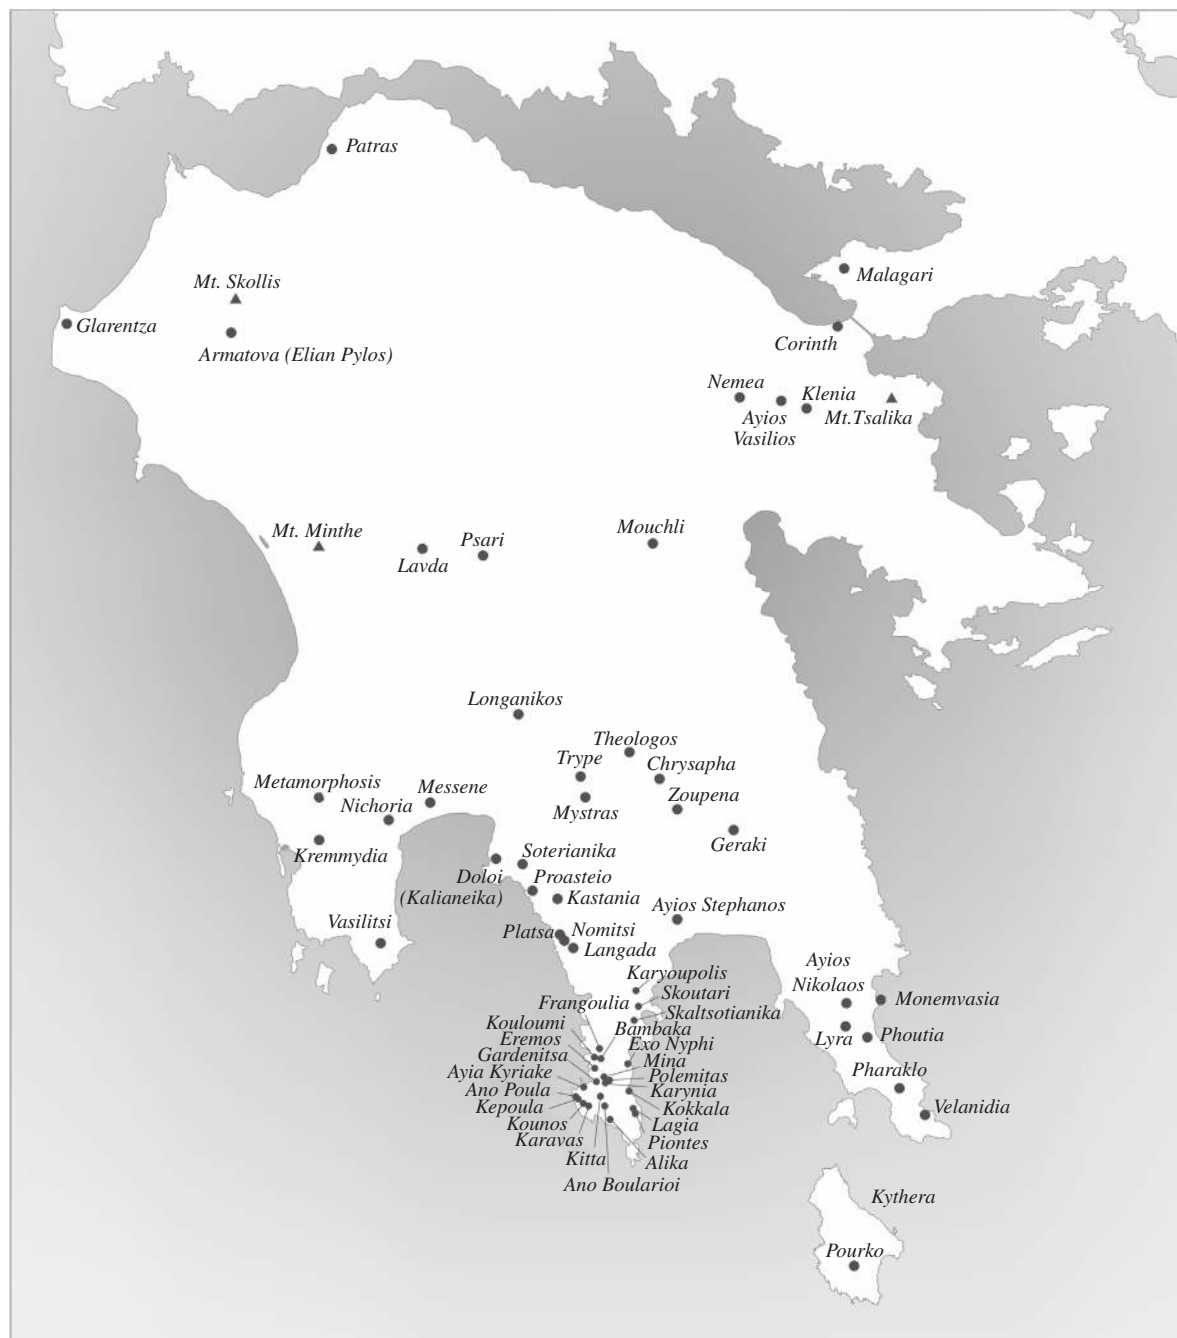 Patras
Malagari
Mt. Skollis
Glarentza
Armatova (Elian Pylos)
Corinth
Nemea
Klenia
Ayios
Vasilios
Mt.Tsalika
Mt. Minthe
Lavda
Psari
Mouchli
Longanikos
Theologos
Trype
Chrysapha
Metamorphosis
Messene
Nichoria
Mystras
Zoupena
Geraki
Kremmydia
Soterianika
Doloi
(Kalianeika)
Proasteio
Kastania
Vasilitsi
Ayios Stephanos
Platsa
Nomitsi
Langada
Ayios
Nikolaos
Karyoupolis
Monemvasia
Frangoulia
Skoutari
Skaltsotianika
Kouloumi
Bambaka
Eremos
Exo Nyphi
Lyra
Phoutia
Gardenitsa
Mina
Ayia Kyriake
Polemitas
Pharaklo
Ano Poula
Karynia
Kepoula
Kokkala
Velanidia
Kounos
Lagia
Karavas
Piontes
Kitta
Alika
Ano Boularioi
Kythera
Pourko